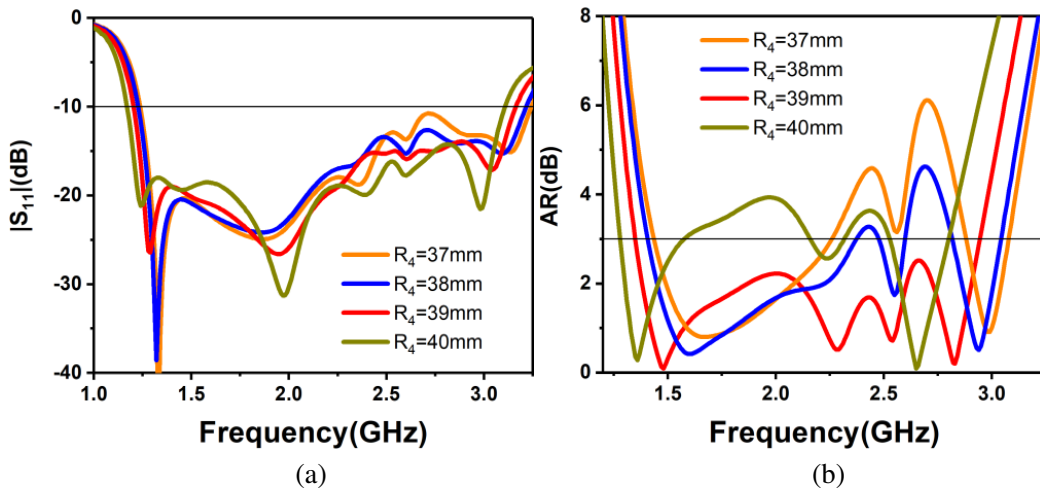 0
-10
-20
-30
-40
|S₁₁|(dB)
1.0 1.5 2.0 2.5 3.0
Frequency(GHz)
R₄=37mm
R₄=38mm
R₄=39mm
R₄=40mm
(a)
8
6
4
2
0
AR(dB)
1.5 2.0 2.5 3.0
Frequency(GHz)
R₄=37mm
R₄=38mm
R₄=39mm
R₄=40mm
(b)